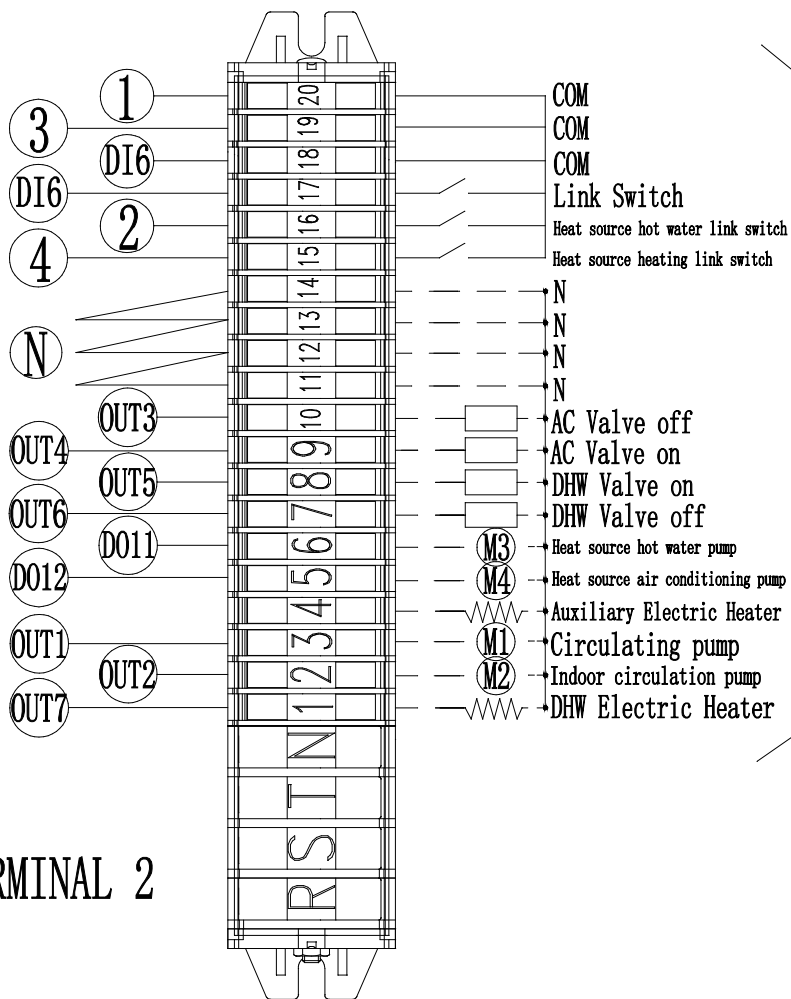 1 20 COM
3 19 COM
DI6 18 COM
DI6 17 Link Switch
2 16 Heat source hot water link switch
4 15 Heat source heating link switch
14 N
13 N
N 12 N
11 N
OUT3 10 AC Valve off
OUT4 9 AC Valve on
OUT5 8 DHW Valve on
OUT6 7 DHW Valve off
DO11 6 M3 Heat source hot water pump
DO12 5 M4 Heat source air conditioning pump
4 Auxiliary Electric Heater
OUT1 3 M1 Circulating pump
OUT2 2 M2 Indoor circulation pump
OUT7 1 DHW Electric Heater
N
T
S
RMINAL 2
R